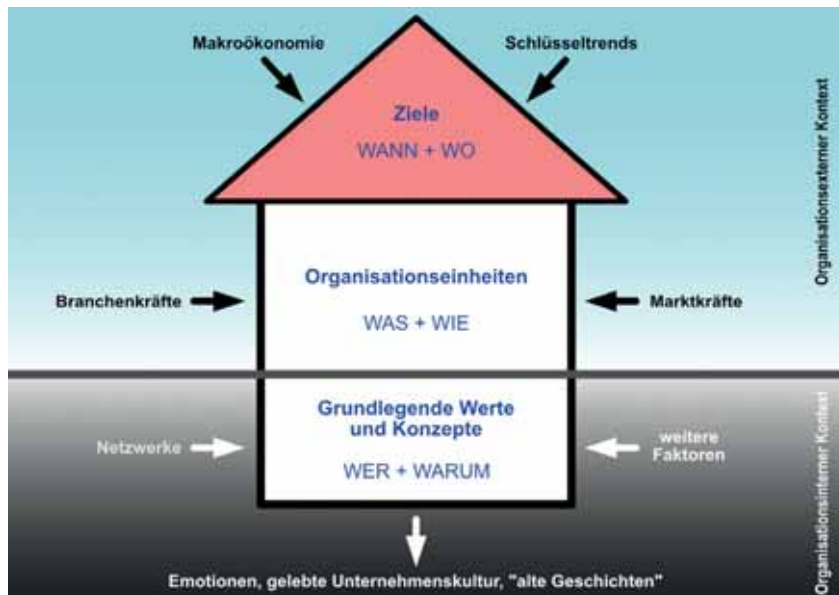 Makroökonomie
Schlüsseltrends
Ziele
WANN + WO
Organisationsexterner Kontext
Organisationseinheiten
WAS + WIE
Branchenkräfte
Marktkräfte
Grundlegende Werte
und Konzepte
WER + WARUM
Netzwerke
weitere
Faktoren
Organisationsinterner Kontext
Emotionen, gelebte Unternehmenskultur, "alte Geschichten"